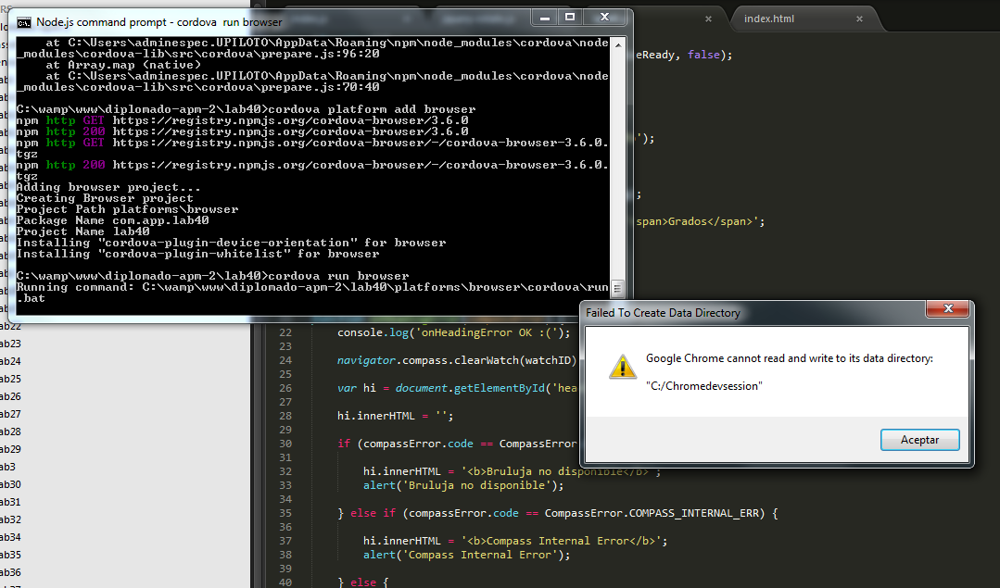 Node.js command prompt - cordova run browser
at C:\Users\adminespec.UPILOTO\AppData\Roaming\npm\node_modules\cordova\node
_modules\cordova-lib\src\cordova\prepare.js:96:20
at Array.map (native)
at C:\Users\adminespec.UPILOTO\AppData\Roaming\npm\node_modules\cordova\node
_modules\cordova-lib\src\cordova\prepare.js:70:40
C:\wamp\www\diplomado-apm-2\lab40>cordova platform add browser
npm http GET https://registry.npmjs.org/cordova-browser/3.6.0
npm http 200 https://registry.npmjs.org/cordova-browser/3.6.0
npm http GET https://registry.npmjs.org/cordova-browser/-/cordova-browser-3.6.0.
tgz
npm http 200 https://registry.npmjs.org/cordova-browser/-/cordova-browser-3.6.0.
tgz
Adding browser project...
Creating Browser project
Project Path platforms\browser
Package Name com.app.lab40
Project Name lab40
Installing "cordova-plugin-device-orientation" for browser
Installing "cordova-plugin-whitelist" for browser
C:\wamp\www\diplomado-apm-2\lab40>cordova run browser
Running command: C:\wamp\www\diplomado-apm-2\lab40\platforms\browser\cordova\run
.bat
index.html
eReady, false);
');
;
span>Grados</span>';
ab22
ab23
ab24
ab25
ab26
ab27
ab28
ab29
ab3
ab30
ab31
ab32
ab34
ab35
ab36
22 console.log('onHeadingError OK :(');
23
24 navigator.compass.clearWatch(watchID)
25
26 var hi = document.getElementById('hea
27
28 hi.innerHTML = '';
29
30 if (compassError.code == CompassError
31
32 hi.innerHTML = '<b>Bruluja no disponible</b>';
33 alert('Bruluja no disponible');
34
35 } else if (compassError.code == CompassError.COMPASS_INTERNAL_ERR) {
36
37 hi.innerHTML = '<b>Compass Internal Error</b>';
38 alert('Compass Internal Error');
39
40 } else {
Failed To Create Data Directory
Google Chrome cannot read and write to its data directory:
"C:/Chromedevsession"
Aceptar